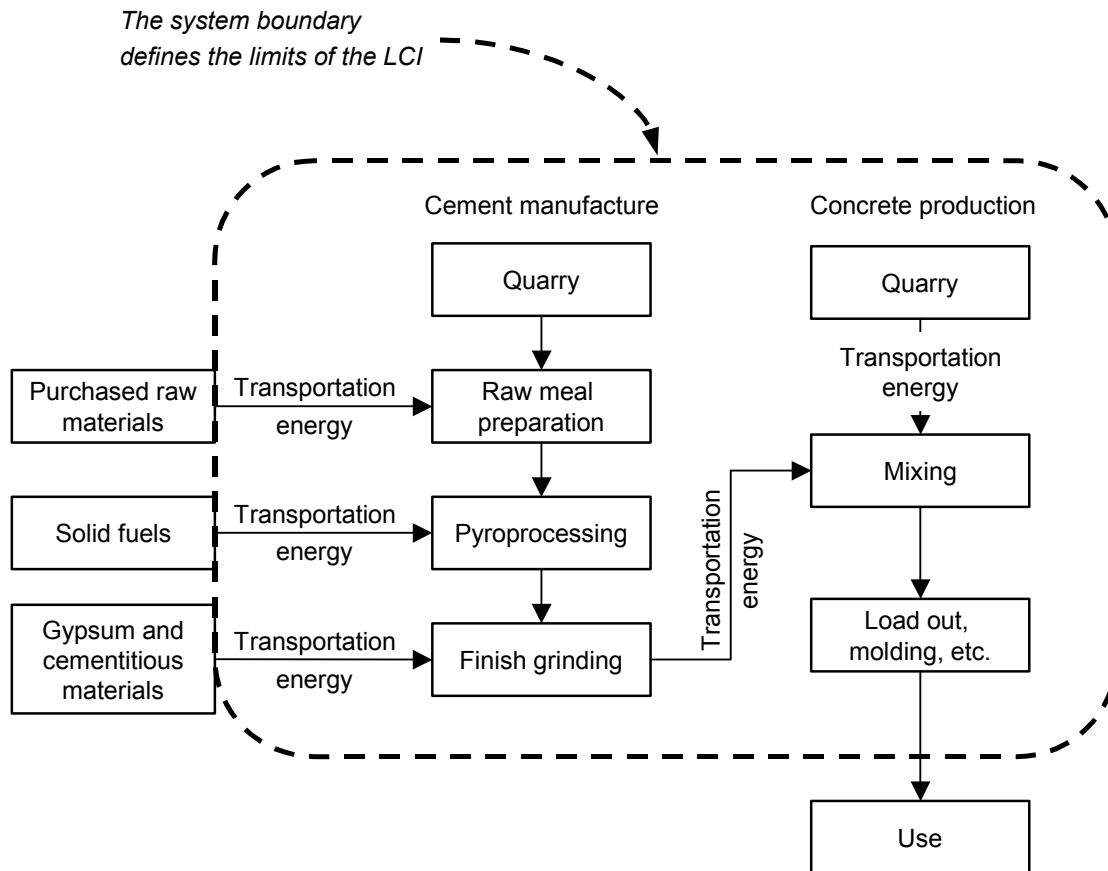 The system boundary
defines the limits of the LCI
Cement manufacture
Concrete production
Quarry
Quarry
Transportation
energy
Purchased raw
materials
Transportation
energy
Raw meal
preparation
Mixing
Solid fuels
Transportation
energy
Pyroprocessing
Transportation
energy
Gypsum and
cementitious
materials
Transportation
energy
Finish grinding
Load out,
molding, etc.
Use